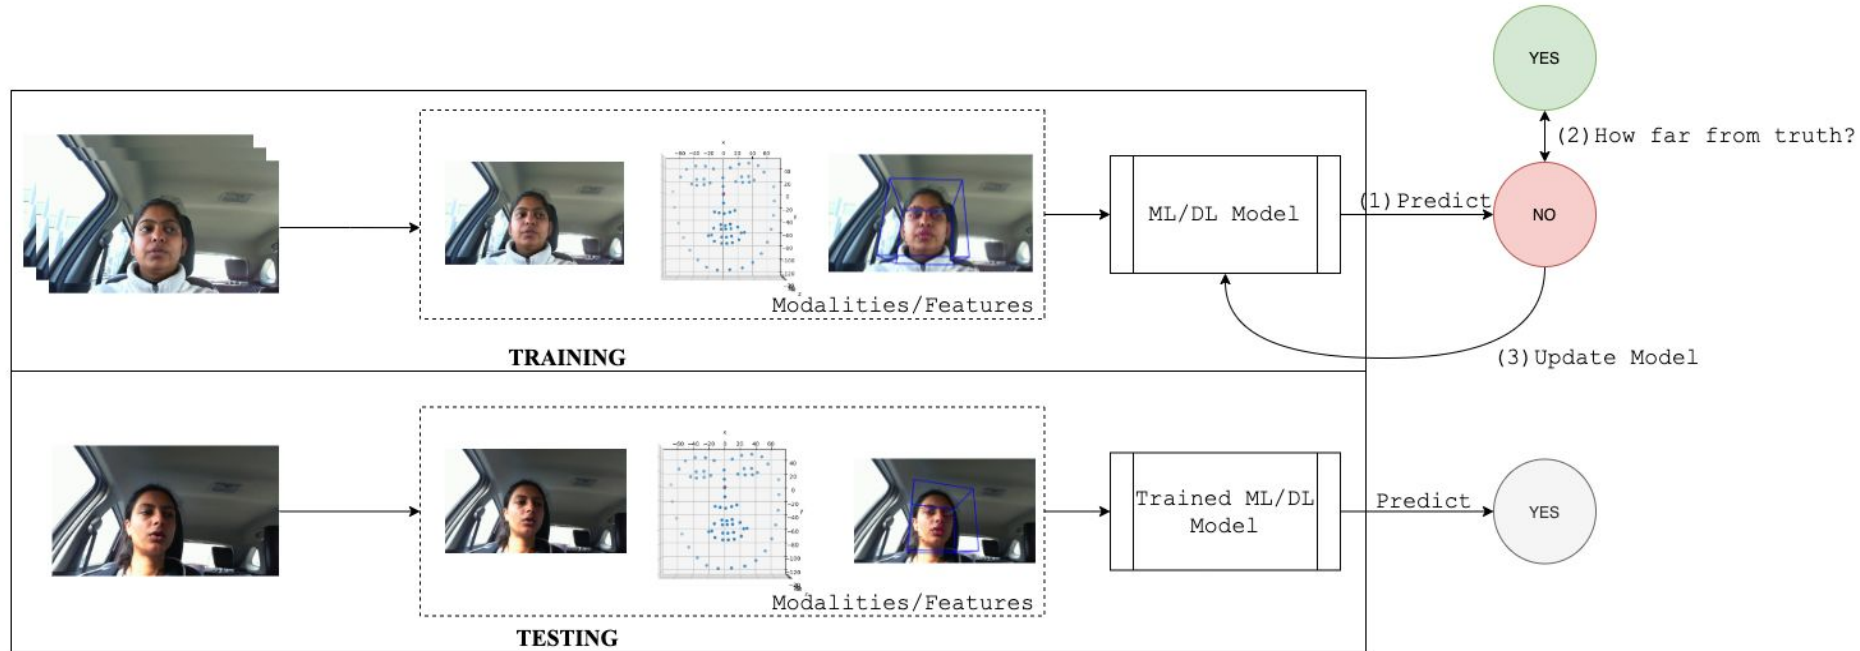 YES
(2)How far from truth?
ML/DL Model
(1)Predict
NO
Modalities/Features
TRAINING
(3)Update Model
Trained ML/DL
Model
Predict
YES
Modalities/Features
TESTING